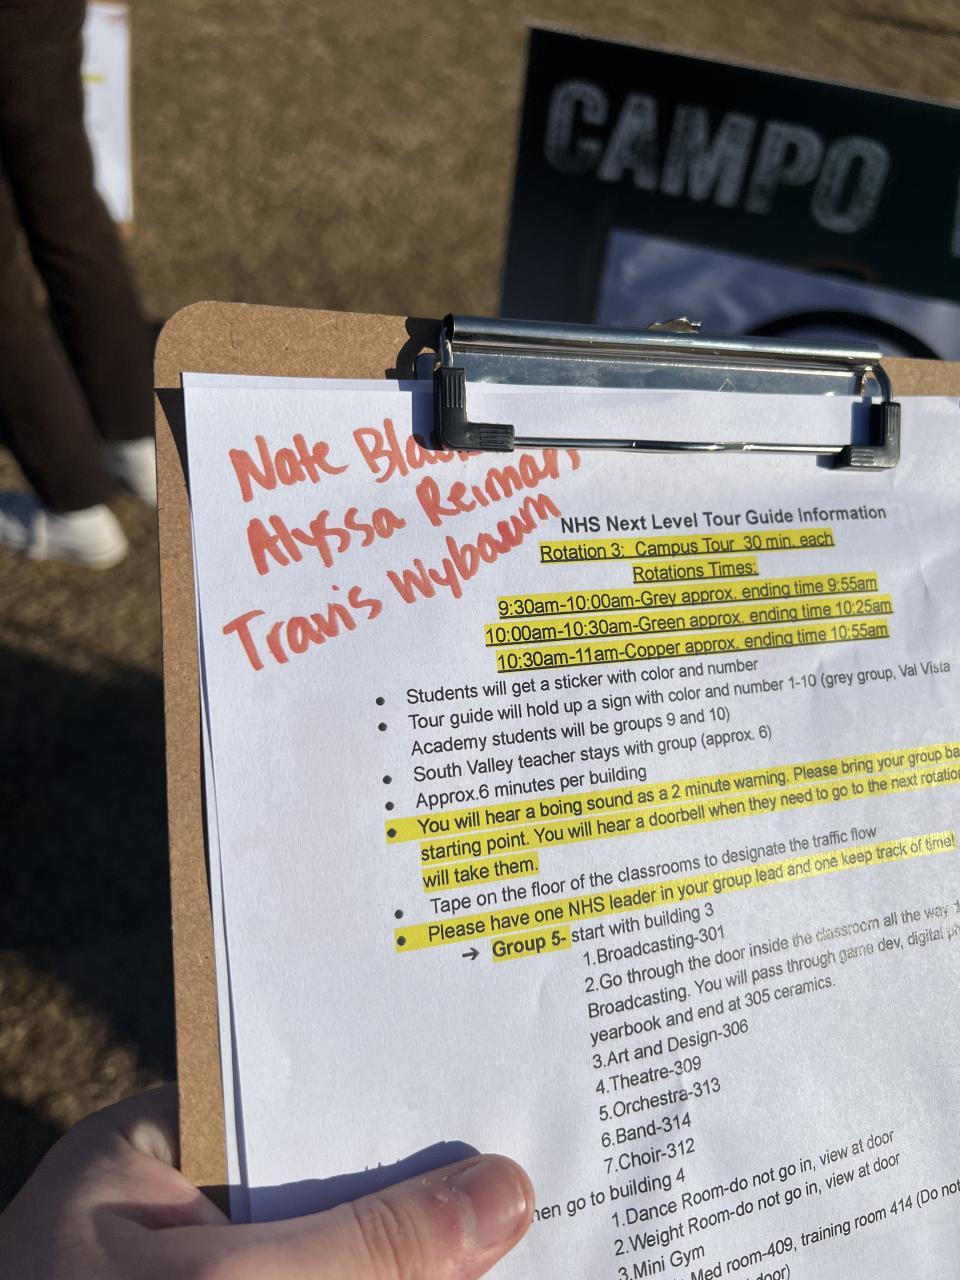 CAMPO
Nate
Alyssa Reimar
Travis Wybaum
NHS Next Level Tour Guide Information
Rotation 3: Campus Tour 30 min. each
Rotations Times:
9:30am-10:00am-Grey approx. ending time 9:55am
10:00am-10:30am-Green approx. ending time 10:25am
10:30am-11am-Copper approx. ending time 10:55am
• Students will get a sticker with color and number
• Tour guide will hold up a sign with color and number 1-10 (grey group, Val Vista
Academy students will be groups 9 and 10)
• South Valley teacher stays with group (approx. 6)
• Approx.6 minutes per building
• You will hear a boing sound as a 2 minute warning. Please bring your group
starting point. You will hear a doorbell when they need to go to the next
will take them.
• Tape on the floor of the classrooms to designate the traffic flow
• Please have one NHS leader in your group lead and one keep track of time!
➔ Group 5- start with building 3
1.Broadcasting-301
2.Go through the door inside the classroom all the way
Broadcasting. You will pass through game dev, digital
yearbook and end at 305 ceramics.
3.Art and Design-306
4.Theatre-309
5.Orchestra-313
6.Band-314
7.Choir-312
go to building 4
1.Dance Room-do not go in, view at door
2.Weight Room-do not go in, view at door
3.Mini Gym
Med room-409, training room 414 (Do not
door)